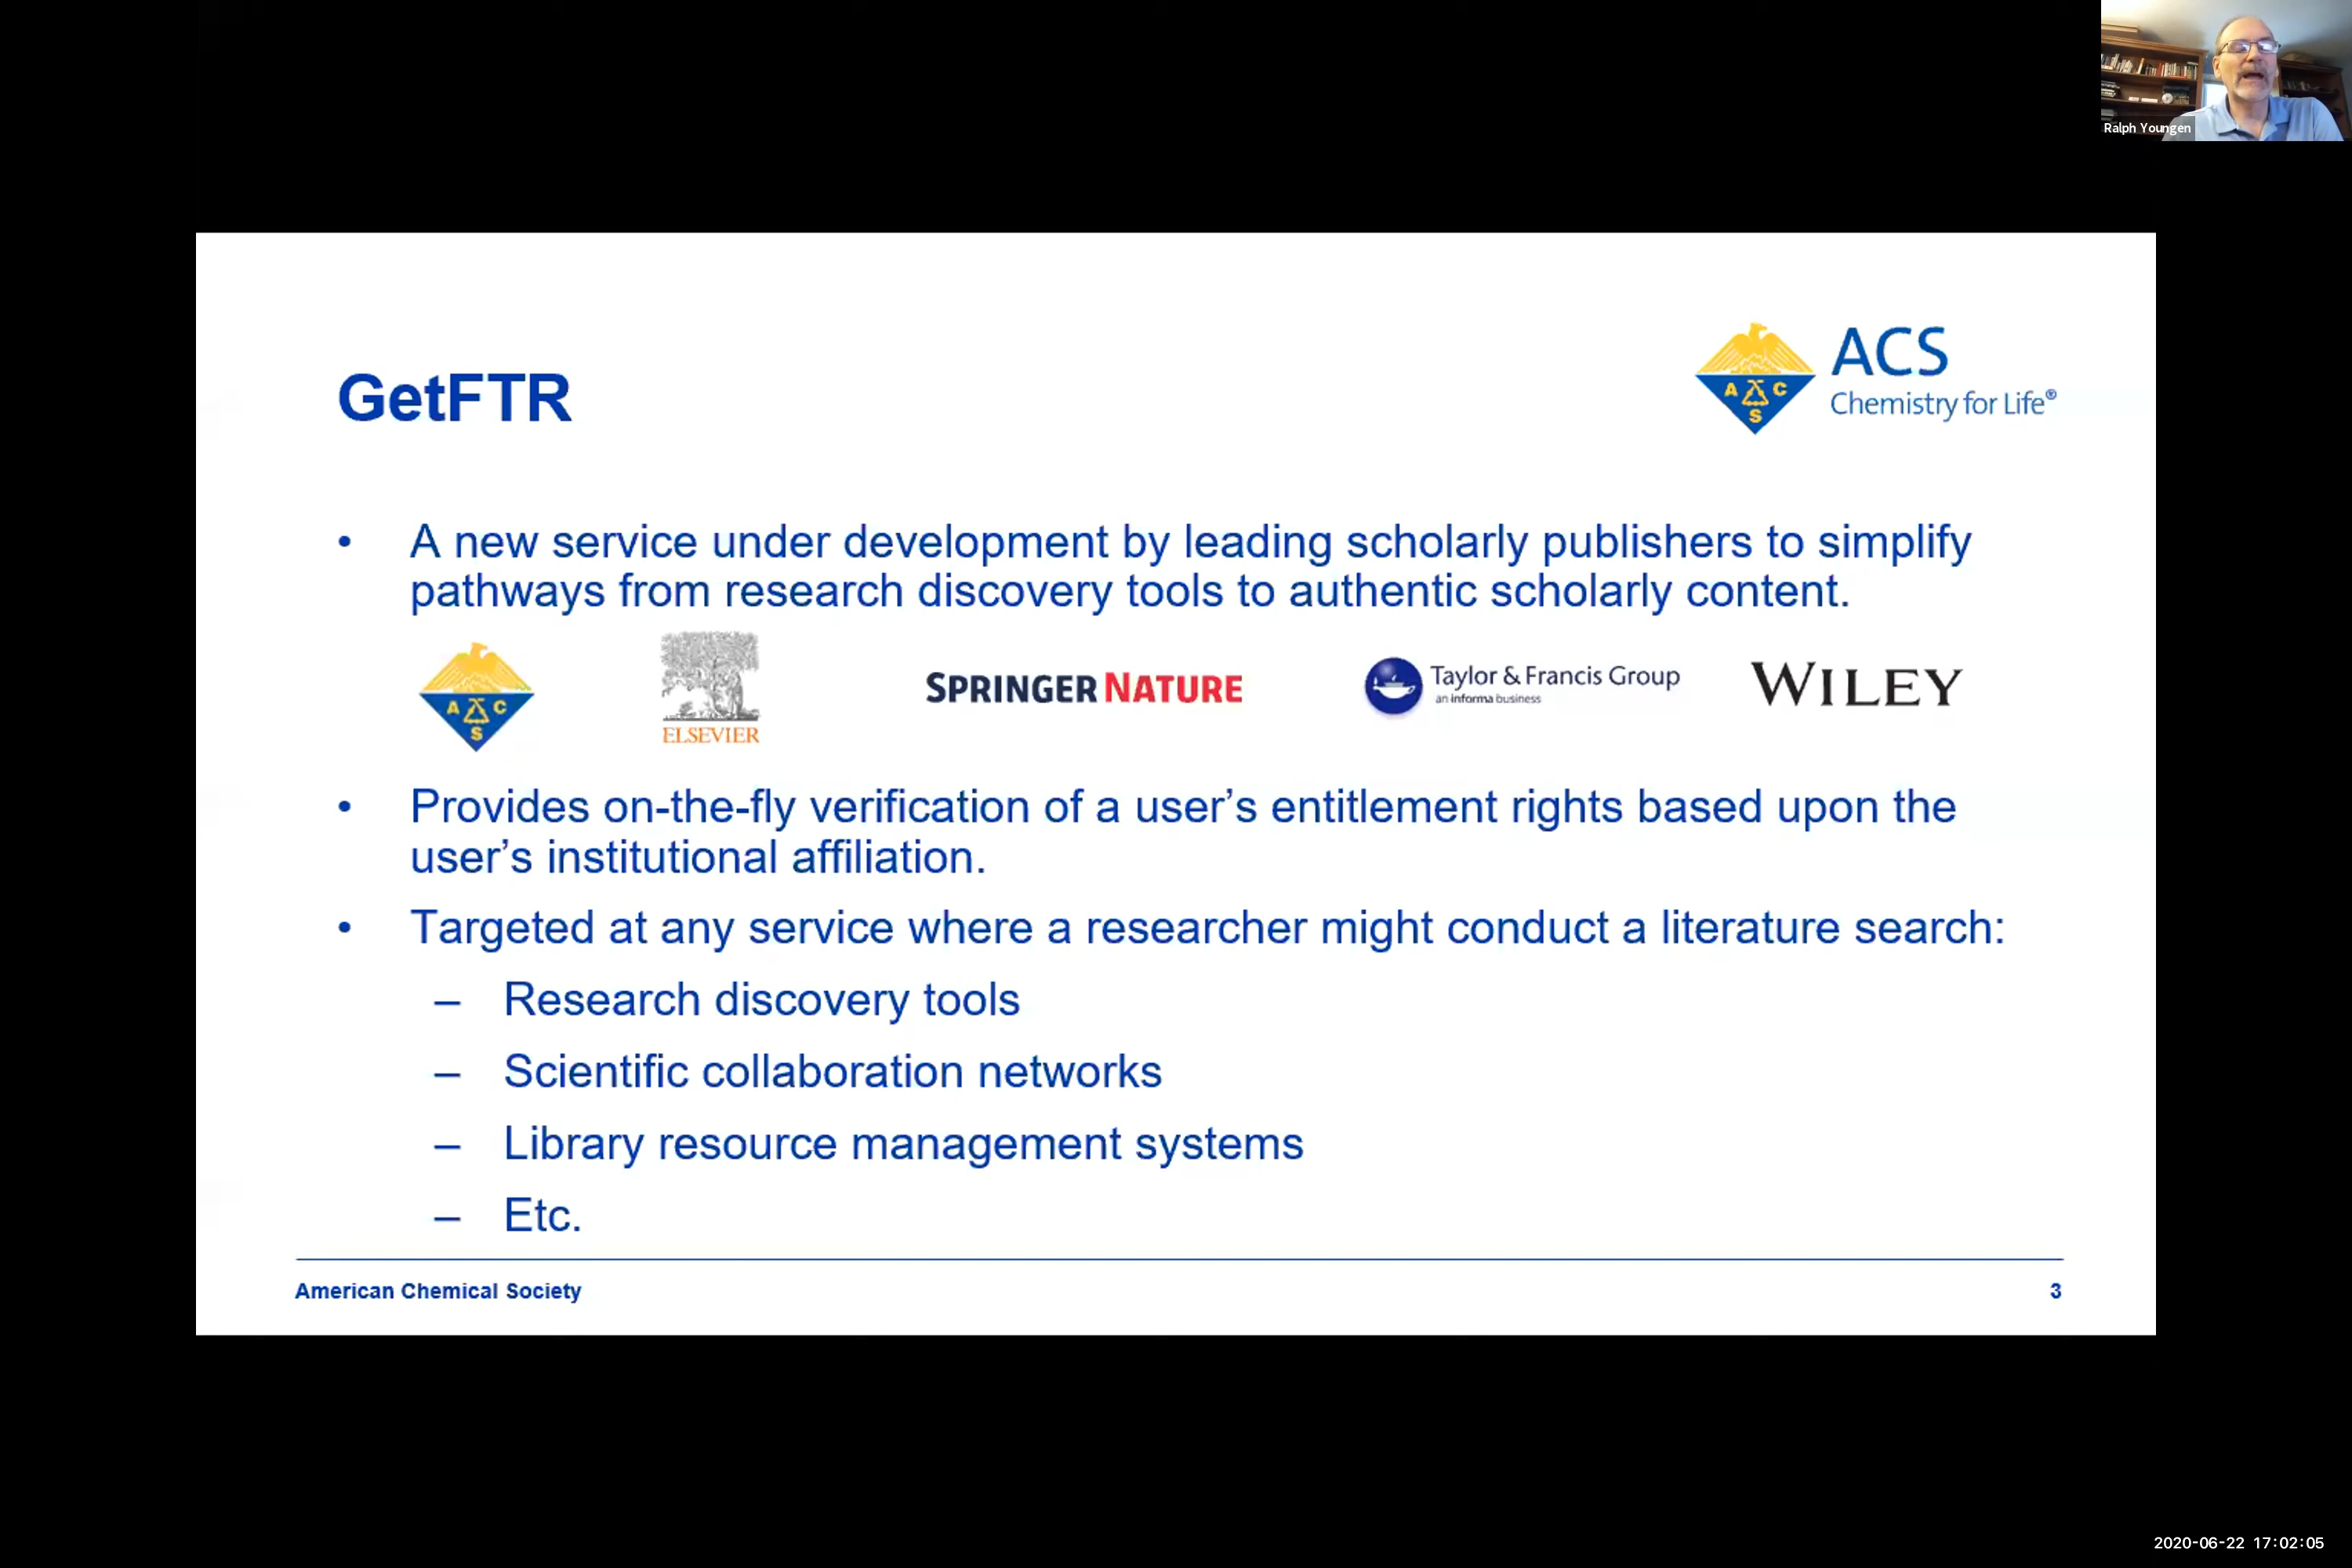 Ralph Youngen
GetFTR
A C S
ACS
Chemistry for Life®
• A new service under development by leading scholarly publishers to simplify
pathways from research discovery tools to authentic scholarly content.
A C S
ELSEVIER
SPRINGER NATURE
Taylor & Francis Group
an informa business
WILEY
• Provides on-the-fly verification of a user’s entitlement rights based upon the
user’s institutional affiliation.
• Targeted at any service where a researcher might conduct a literature search:
– Research discovery tools
– Scientific collaboration networks
– Library resource management systems
– Etc.
American Chemical Society
3
2020-06-22 17:02:05